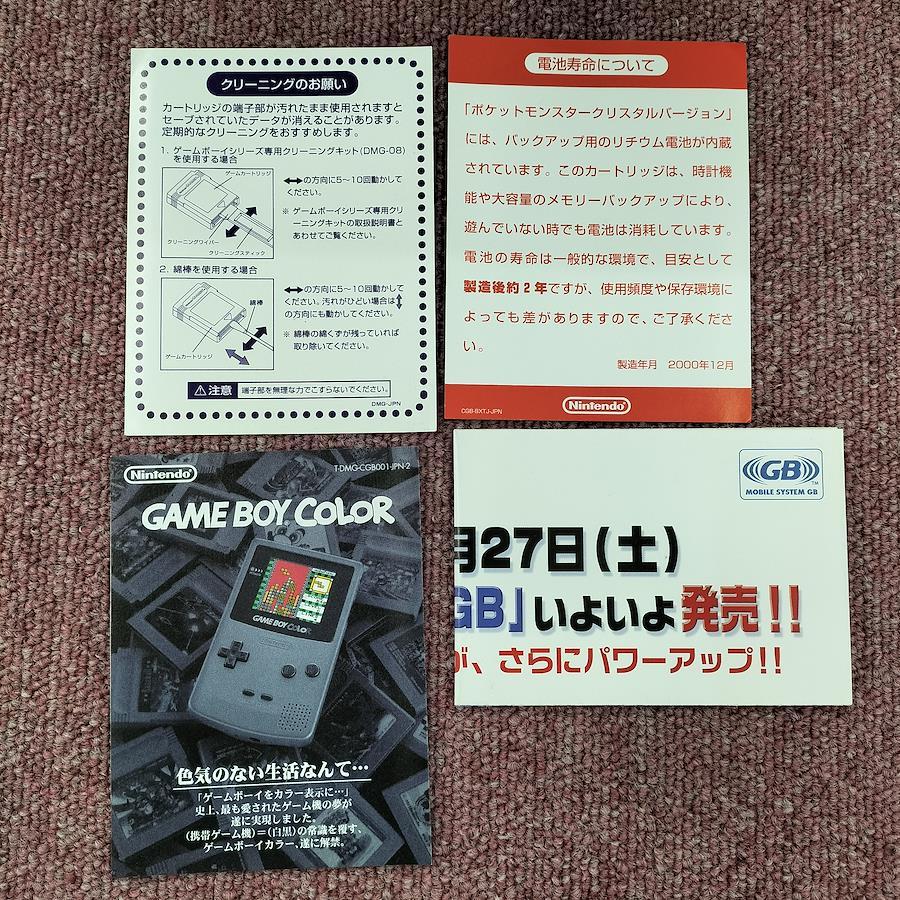 クリーニングのお願い
カートリッジの端子部が汚れたまま使用されますと
セーブされていたデータが消えることがあります。
定期的なクリーニングをおすすめします。
1. ゲームボーイシリーズ専用クリーニングキット(DMG-08)
を使用する場合
ゲームカートリッジ
クリーニングワイパー
クリーニングスティック
↔の方向に5〜10回動かして
ください。
※ ゲームボーイシリーズ専用クリ
ーニングキットの取扱説明書と
あわせてご覧ください。
2. 綿棒を使用する場合
綿棒
ゲームカートリッジ
↔の方向に5〜10回動かして
ください。汚れがひどい場合は↕
の方向にも動かしてください。
※ 綿棒の綿くずが残っていれば
取り除いてください。
⚠注意 端子部を無理な力でこすらないでください。
DMG-JPN
電池寿命について
「ポケットモンスタークリスタルバージョン」
には、バックアップ用のリチウム電池が内蔵
されています。このカートリッジは、時計機
能や大容量のメモリーバックアップにより、
遊んでいない時でも電池は消耗しています。
電池の寿命は一般的な環境で、目安として
製造後約2年ですが、使用頻度や保存環境に
よっても差がありますので、ご了承くださ
い。
製造年月 2000年12月
CGB-BXTJ-JPN
Nintendo
Nintendo
T-DMG-CGB001-JPN-2
GAME BOY COLOR
GAME BOY COLOR
色気のない生活なんて…
「ゲームボーイをカラー表示に…」
史上、最も愛されたゲーム機の夢が
遂に実現しました。
(携帯ゲーム機)=(白黒)の常識を覆す、
ゲームボーイカラー、遂に解禁。
GB
TM
MOBILE SYSTEM GB
月27日(土)
GB」いよいよ発売!!
が、さらにパワーアップ!!